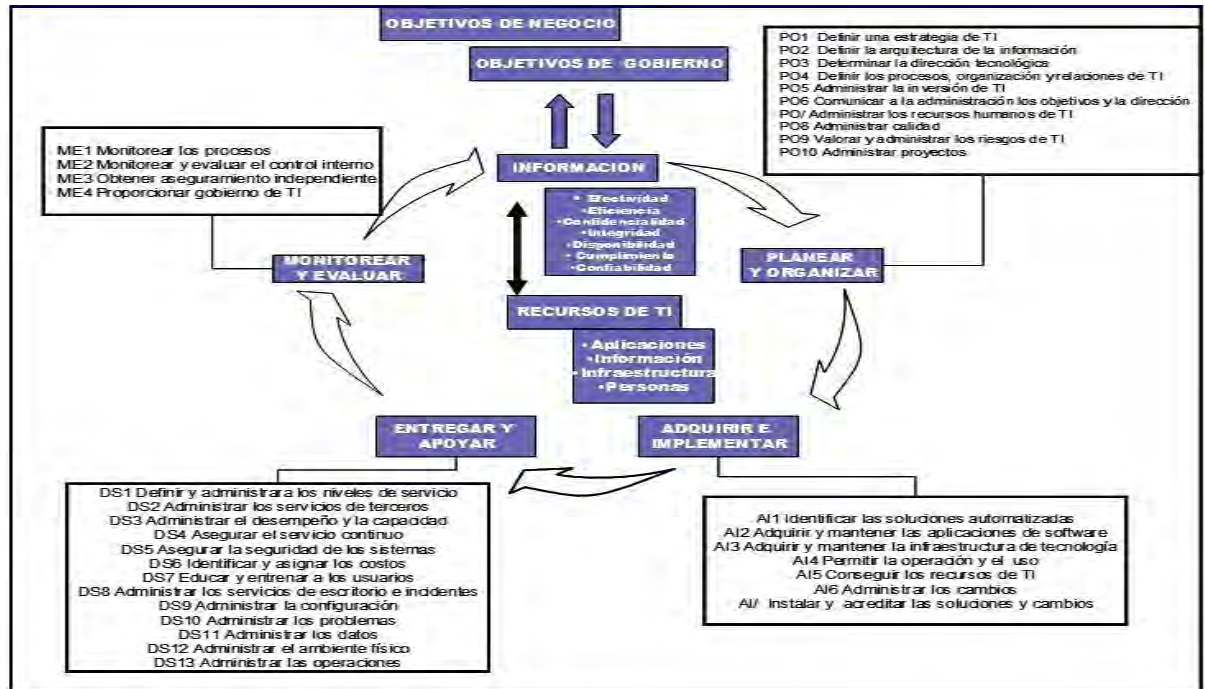 OBJETIVOS DE NEGOCIO
OBJETIVOS DE GOBIERNO
PO1 Definir una estrategia de TI
PO2 Definir la arquitectura de la información
PO3 Determinar la dirección tecnológica
PO4 Definir los procesos, organización y relaciones de TI
PO5 Administrar la inversión de TI
PO6 Comunicar a la administración los objetivos y la dirección
PO/ Administrar los recursos humanos de TI
PO8 Administrar calidad
PO9 Valorar y administrar los riesgos de TI
PO10 Administrar proyectos
ME1 Monitorear los procesos
ME2 Monitorear y evaluar el control interno
ME3 Obtener aseguramiento independiente
ME4 Proporcionar gobierno de TI
INFORMACION
• Efectividad
•Eficiencia
•Confidencialidad
•Integridad
•Disponibilidad
• Cumplimiento
•Confiabilidad
MONITOREAR
Y EVALUAR
PLANEAR
Y ORGANIZAR
RECURSOS DE TI
•Aplicaciones
•Información
•Infraestructura
•Personas
ENTREGAR Y
APOYAR
ADQUIRIR E
IMPLEMENTAR
DS1 Definir y administrara los niveles de servicio
DS2 Administrar los servicios de terceros
DS3 Administrar el desempeño y la capacidad
DS4 Asegurar el servicio continuo
DS5 Asegurar la seguridad de los sistemas
DS6 Identificar y asignar los costos
DS7 Educar y entrenar a los usuarios
DS8 Administrar los servicios de escritorio e incidentes
DS9 Administrar la configuración
DS10 Administrar los problemas
DS11 Administrar los datos
DS12 Administrar el ambiente físico
DS13 Administrar las operaciones
AI1 Identificar las soluciones automatizadas
AI2 Adquirir y mantener las aplicaciones de software
AI3 Adquirir y mantener la infraestructura de tecnología
AI4 Permitir la operación y el uso
AI5 Conseguir los recursos de TI
AI6 Administrar los cambios
AI/ Instalar y acreditar las soluciones y cambios